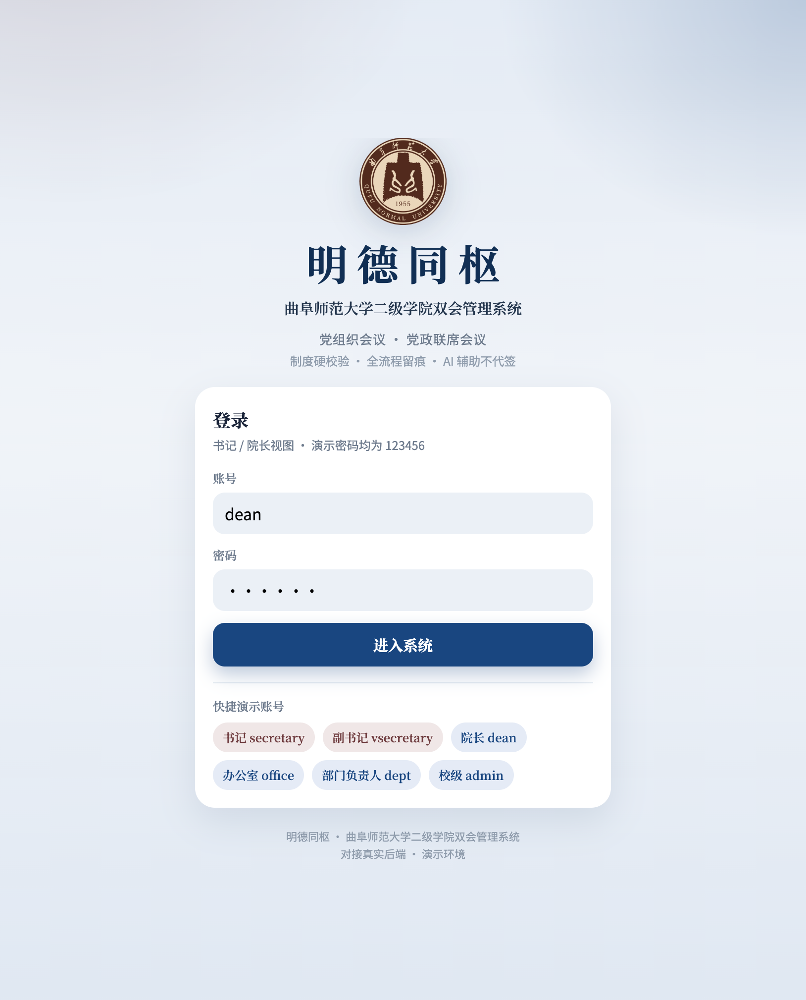 曲阜师范大学
1955
QUFU NORMAL UNIVERSITY
明德同枢
曲阜师范大学二级学院双会管理系统
党组织会议 · 党政联席会议
制度硬校验 · 全流程留痕 · AI 辅助不代签
登录
书记 / 院长视图 · 演示密码均为 123456
账号
dean
密码
••••••
进入系统
快捷演示账号
书记 secretary 副书记 vsecretary 院长 dean
办公室 office 部门负责人 dept 校级 admin
明德同枢 · 曲阜师范大学二级学院双会管理系统
对接真实后端 · 演示环境